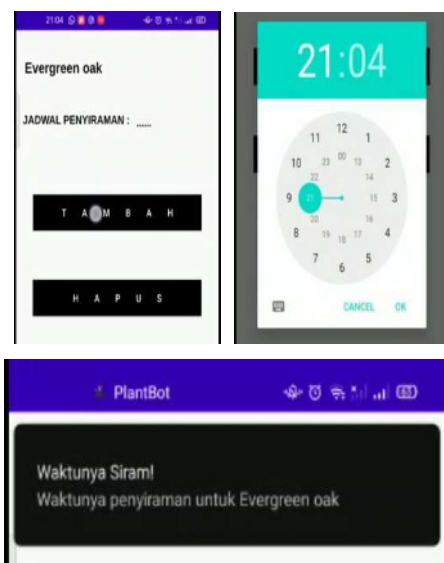 21:04
Evergreen oak
JADWAL PENYIRAMAN : ......
T A M B A H
H A P U S
21:04
12
11 1
23 00 13
10 2
22 14
9 21 15 3
20 16
8 19 18 17 4
7 5
6
CANCEL OK
PlantBot
63
Waktunya Siram!
Waktunya penyiraman untuk Evergreen oak